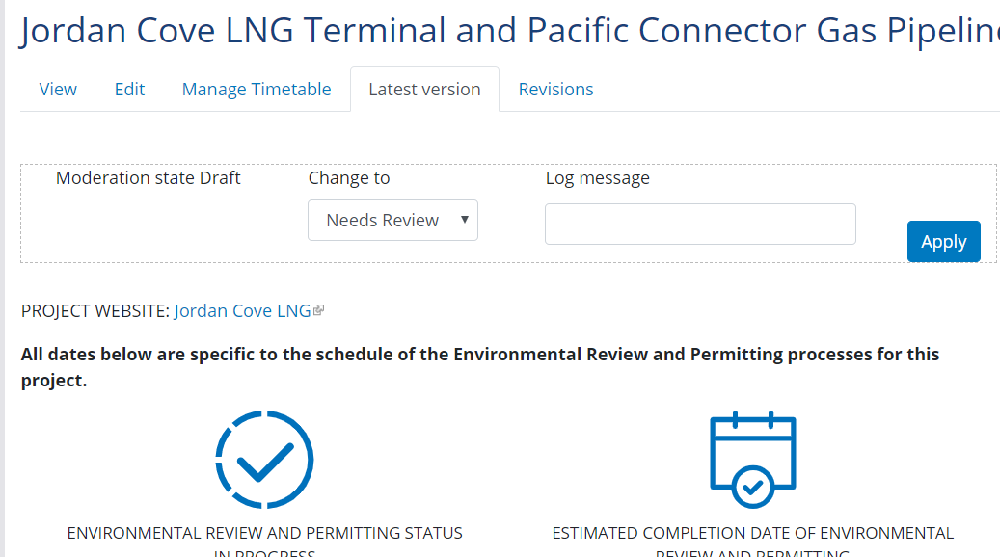 Jordan Cove LNG Terminal and Pacific Connector Gas
View Edit Manage Timetable Latest version Revisions
Moderation state Draft Change to Log message
Needs Review
Apply
PROJECT WEBSITE: Jordan Cove LNG
All dates below are specific to the schedule of the Environmental Review and Permitting processes for this
project.
ENVIRONMENTAL REVIEW AND PERMITTING STATUS
IN PROGRESS
ESTIMATED COMPLETION DATE OF ENVIRONMENTAL
REVIEW AND PERMITTING